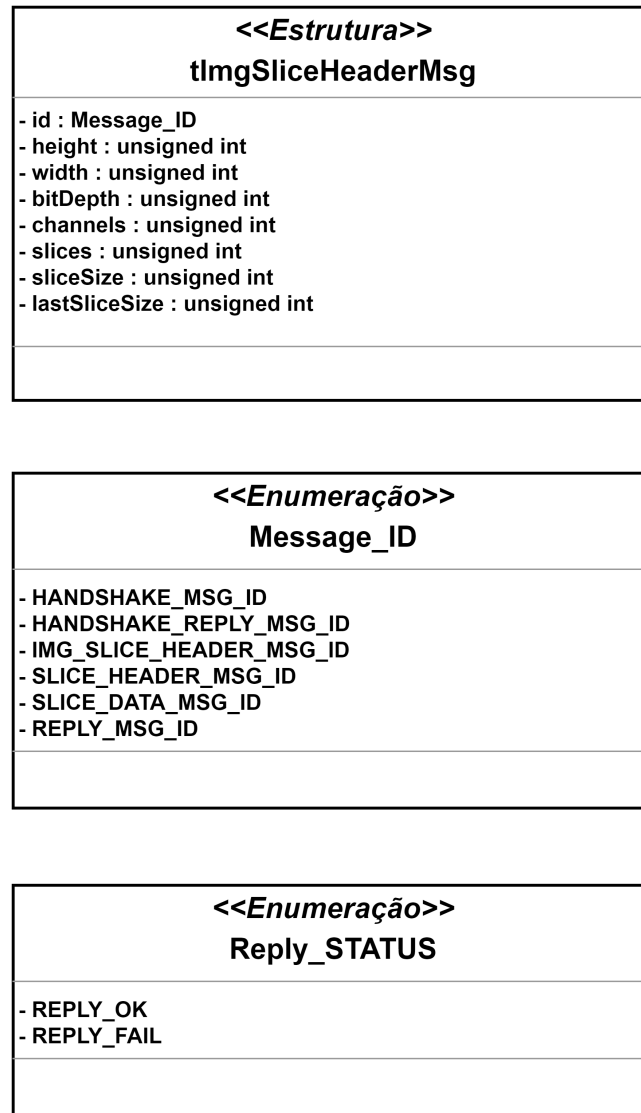 <<Estrutura>>
tImgSliceHeaderMsg
- id : Message_ID
- height : unsigned int
- width : unsigned int
- bitDepth : unsigned int
- channels : unsigned int
- slices : unsigned int
- sliceSize : unsigned int
- lastSliceSize : unsigned int
<<Enumeração>>
Message_ID
- HANDSHAKE_MSG_ID
- HANDSHAKE_REPLY_MSG_ID
- IMG_SLICE_HEADER_MSG_ID
- SLICE_HEADER_MSG_ID
- SLICE_DATA_MSG_ID
- REPLY_MSG_ID
<<Enumeração>>
Reply_STATUS
- REPLY_OK
- REPLY_FAIL